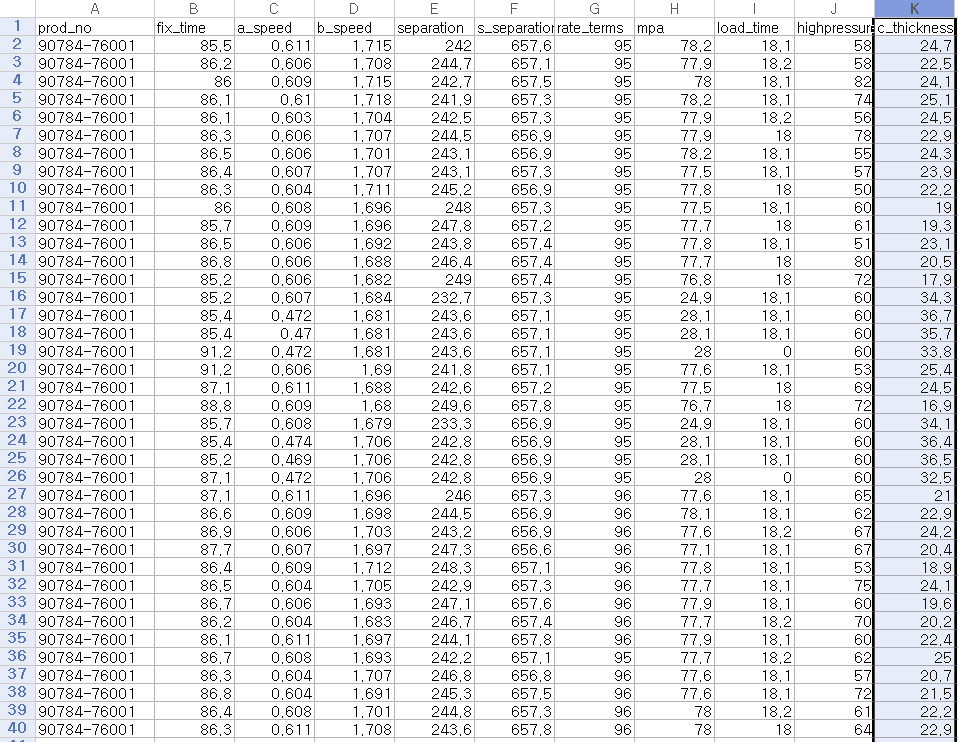 A B C D E F G H I J K
1 prod_no fix_time a_speed b_speed separation s_separation rate_terms mpa load_time highpressur c_thickness
2 90784-76001 85.5 0.611 1.715 242 657.6 95 78.2 18.1 58 24.7
3 90784-76001 86.2 0.606 1.708 244.7 657.1 95 77.9 18.2 58 22.5
4 90784-76001 86 0.609 1.715 242.7 657.5 95 78 18.1 82 24.1
5 90784-76001 86.1 0.61 1.718 241.9 657.3 95 78.2 18.1 74 25.1
6 90784-76001 86.1 0.603 1.704 242.5 657.3 95 77.9 18.2 56 24.5
7 90784-76001 86.3 0.606 1.707 244.5 656.9 95 77.9 18 78 22.9
8 90784-76001 86.5 0.606 1.701 243.1 656.9 95 78.2 18.1 55 24.3
9 90784-76001 86.4 0.607 1.707 243.1 656.9 95 77.5 18.1 57 23.9
10 90784-76001 86.3 0.604 1.711 245.2 656.9 95 77.8 18 50 22.2
11 90784-76001 86 0.608 1.696 248 657.3 95 77.5 18.1 60 19
12 90784-76001 85.7 0.609 1.696 247.8 657.2 95 77.7 18 61 19.3
13 90784-76001 86.5 0.606 1.692 243.8 657.4 95 77.8 18.1 51 23.1
14 90784-76001 86.8 0.606 1.688 246.4 657.4 95 77.7 18 80 20.5
15 90784-76001 85.2 0.606 1.682 249 657.4 95 76.8 18 72 17.9
16 90784-76001 85.2 0.607 1.684 232.7 657.3 95 24.9 18.1 60 34.3
17 90784-76001 85.4 0.472 1.681 243.6 657.1 95 28.1 18.1 60 36.7
18 90784-76001 85.4 0.47 1.681 243.6 657.1 95 28.1 18.1 60 35.7
19 90784-76001 91.2 0.472 1.681 243.6 657.1 95 28 0 60 33.8
20 90784-76001 91.2 0.606 1.69 241.8 657.1 95 77.6 18.1 53 25.4
21 90784-76001 87.1 0.611 1.688 242.6 657.2 95 77.5 18 69 24.5
22 90784-76001 88.8 0.609 1.68 249.6 657.8 95 76.7 18 72 16.9
23 90784-76001 85.7 0.608 1.679 233.3 656.9 95 24.9 18.1 60 34.1
24 90784-76001 85.4 0.474 1.706 242.8 656.9 95 28.1 18.1 60 36.4
25 90784-76001 85.2 0.469 1.706 242.8 656.9 95 28.1 18.1 60 36.5
26 90784-76001 87.1 0.472 1.706 242.8 656.9 95 28 0 60 32.5
27 90784-76001 87.1 0.611 1.696 246 657.3 96 77.6 18.1 65 21
28 90784-76001 86.6 0.609 1.698 244.5 656.9 96 78.1 18.1 62 22.9
29 90784-76001 86.9 0.606 1.703 243.2 656.9 96 77.6 18.2 67 24.2
30 90784-76001 87.7 0.607 1.697 247.3 656.6 96 77.1 18.1 67 20.4
31 90784-76001 86.4 0.609 1.712 248.3 657.1 96 77.8 18.1 53 18.9
32 90784-76001 86.5 0.604 1.705 242.9 657.3 96 77.7 18.1 75 24.1
33 90784-76001 86.7 0.606 1.693 247.1 657.6 96 77.9 18.1 60 19.6
34 90784-76001 86.2 0.604 1.683 246.7 657.4 96 77.7 18.2 70 20.2
35 90784-76001 86.1 0.611 1.697 244.1 657.8 96 77.9 18.1 60 22.4
36 90784-76001 86.7 0.608 1.693 242.2 657.1 95 77.7 18.2 62 25
37 90784-76001 86.3 0.604 1.707 246.8 656.8 96 77.6 18.1 57 20.7
38 90784-76001 86.8 0.604 1.691 245.3 657.5 96 77.6 18.1 72 21.5
39 90784-76001 86.4 0.608 1.701 244.8 657.1 96 78 18.2 61 22.2
40 90784-76001 86.3 0.611 1.708 243.6 657.8 96 78 18 64 22.9